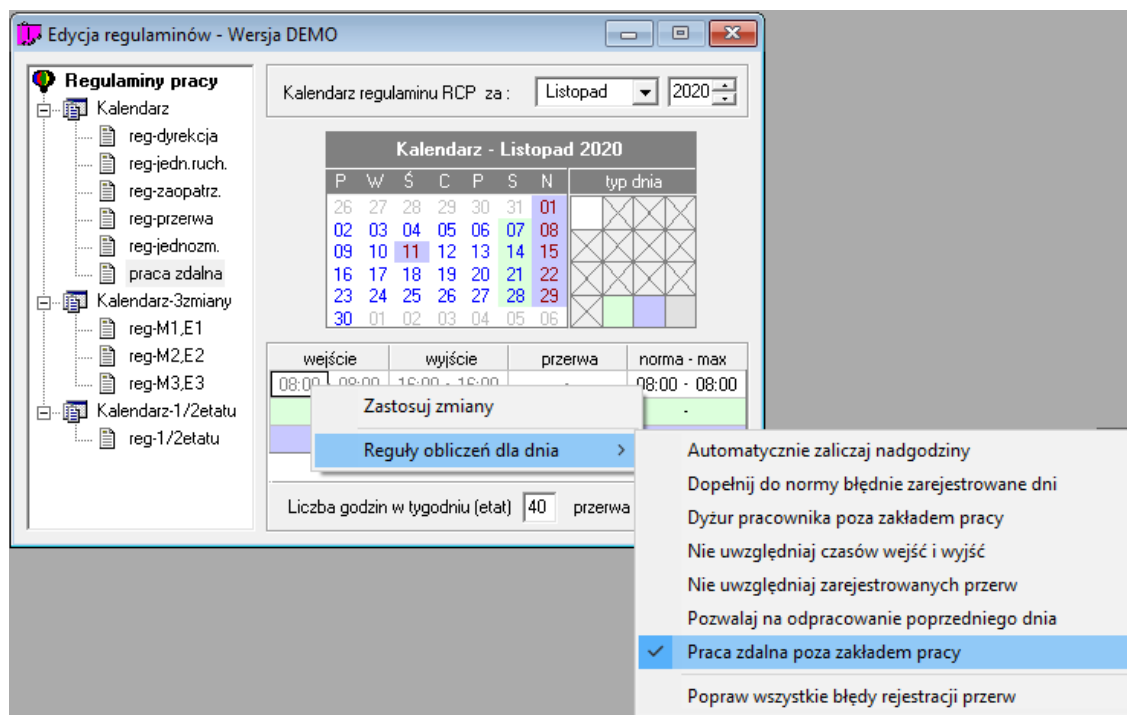 Edycja regulaminów - Wersja DEMO
Regulaminy pracy
Kalendarz
reg-dyrekcja
reg-jedn.ruch.
reg-zaopatrz.
reg-przerwa
reg-jednozm.
praca zdalna
Kalendarz-3zmiany
reg-M1,E1
reg-M2,E2
reg-M3,E3
Kalendarz-1/2etatu
reg-1/2etatu
Kalendarz regulaminu RCP za : Listopad 2020
Kalendarz - Listopad 2020
P W Ś C P S N typ dnia
26 27 28 29 30 31 01
02 03 04 05 06 07 08
09 10 11 12 13 14 15
16 17 18 19 20 21 22
23 24 25 26 27 28 29
30 01 02 03 04 05 06
wejście wyjście przerwa norma - max
08:00 - 08:00 16:00 - 16:00 - 08:00 - 08:00
-
Zastosuj zmiany
Reguły obliczeń dla dnia >
Liczba godzin w tygodniu (etat) 40 przerwa
Automatycznie zaliczaj nadgodziny
Dopełnij do normy błędnie zarejestrowane dni
Dyżur pracownika poza zakładem pracy
Nie uwzględniaj czasów wejść i wyjść
Nie uwzględniaj zarejestrowanych przerw
Pozwalaj na odpracowanie poprzedniego dnia
Praca zdalna poza zakładem pracy
Popraw wszystkie błędy rejestracji przerw